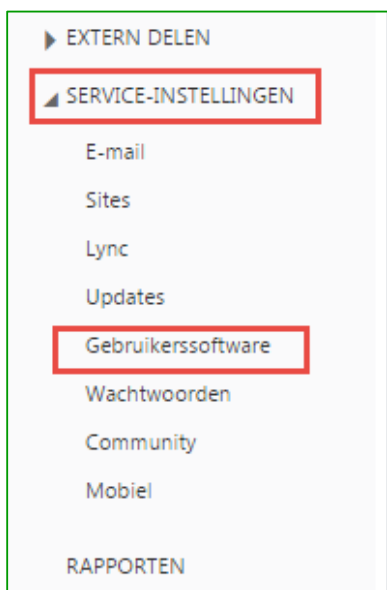 EXTERN DELEN
SERVICE-INSTELLINGEN
E-mail
Sites
Lync
Updates
Gebruikerssoftware
Wachtwoorden
Community
Mobiel
RAPPORTEN